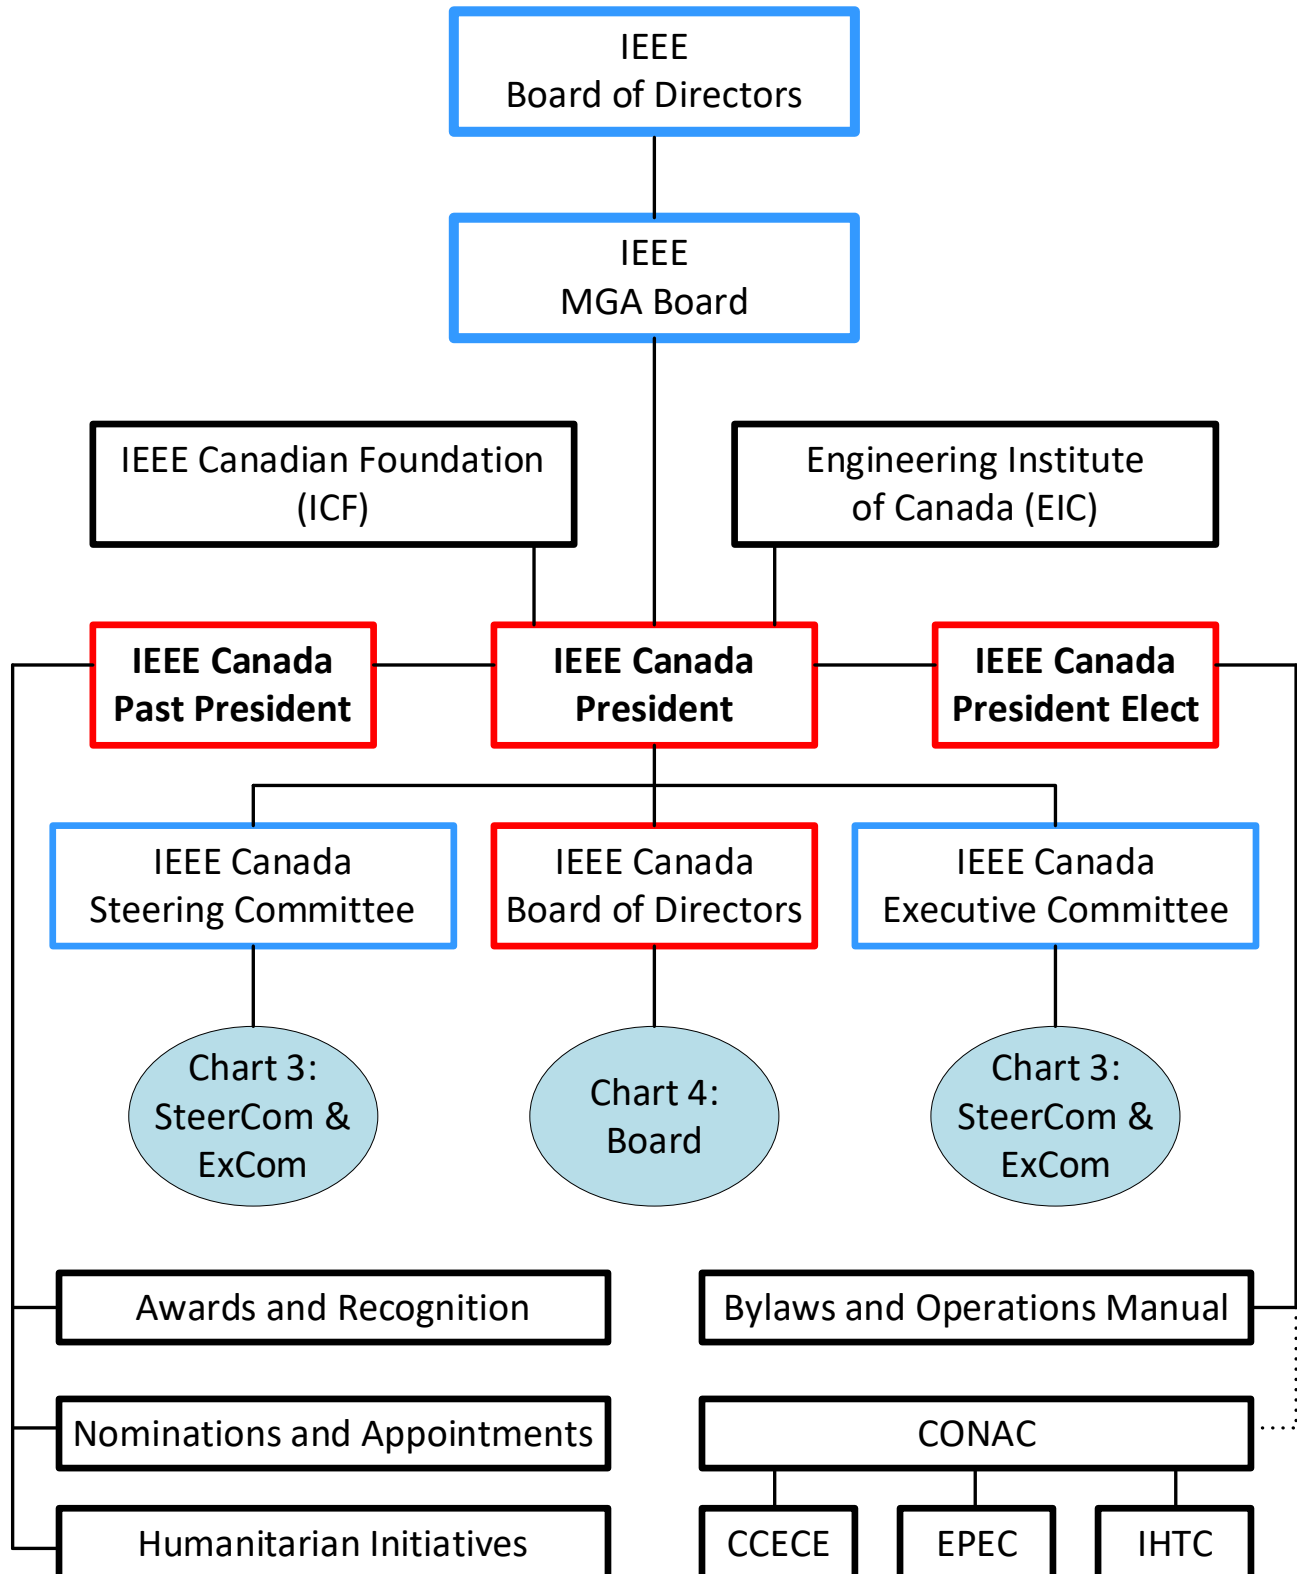 IEEE
Board of Directors
IEEE
MGA Board
IEEE Canadian Foundation
(ICF)
Engineering Institute
of Canada (EIC)
IEEE Canada
Past President
IEEE Canada
President
IEEE Canada
President Elect
IEEE Canada
Steering Committee
IEEE Canada
Board of Directors
IEEE Canada
Executive Committee
Chart 3:
SteerCom &
ExCom
Chart 4:
Board
Chart 3:
SteerCom &
ExCom
Awards and Recognition
Bylaws and Operations Manual
Nominations and Appointments
CONAC
Humanitarian Initiatives
CCECE
EPEC
IHTC